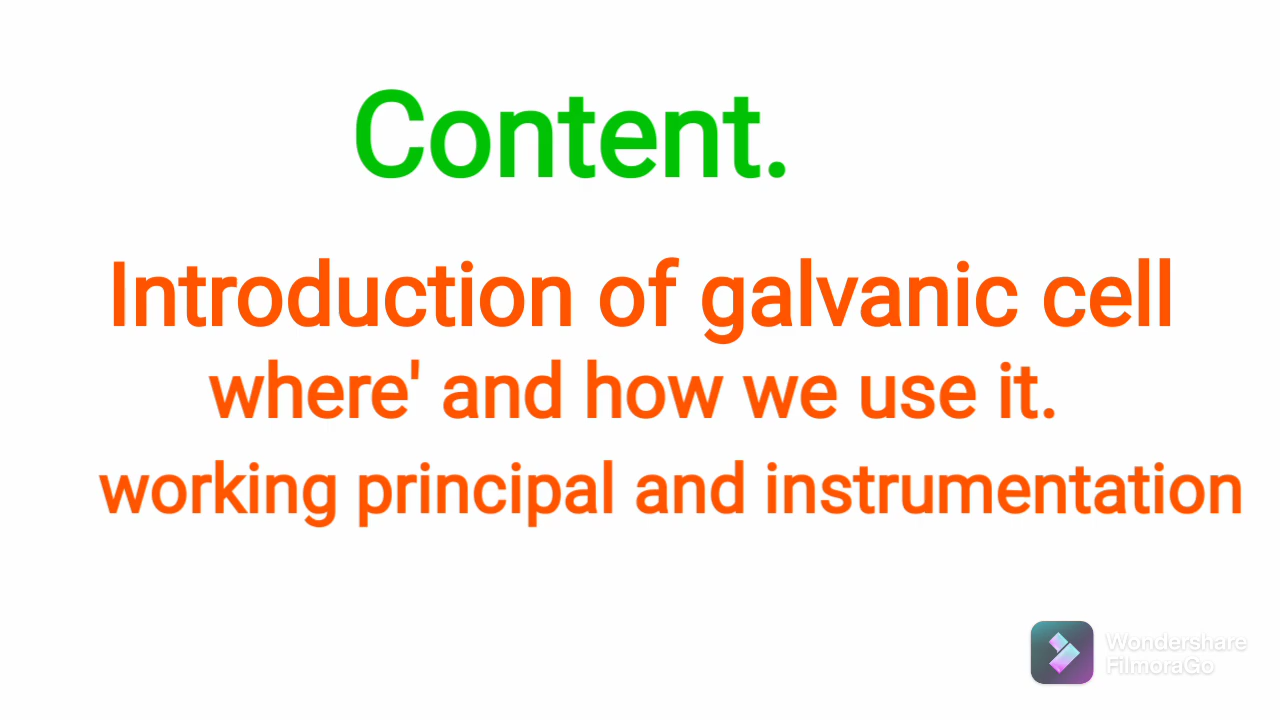 Content.
Introduction of galvanic cell
where' and how we use it.
working principal and instrumentation
Wondershare
FilmoraGo